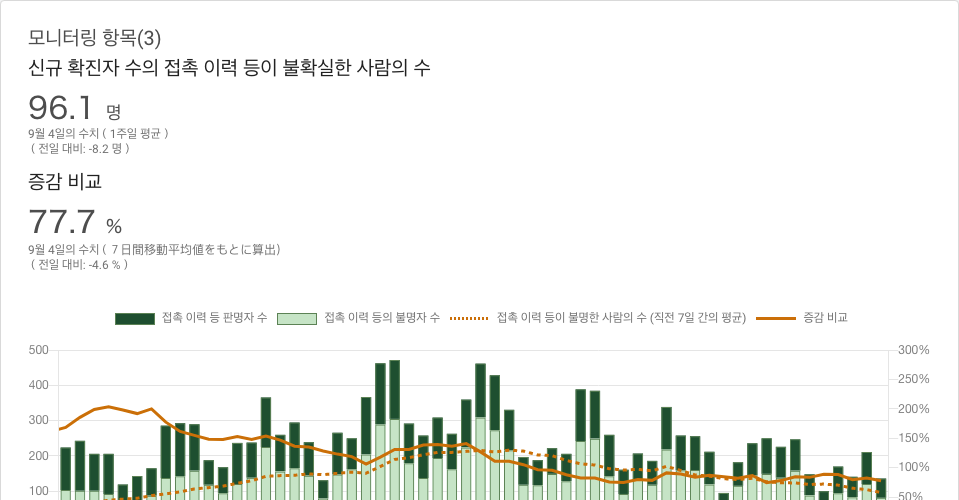 모니터링 항목(3)
신규 확진자 수의 접촉 이력 등이 불확실한 사람의 수
96.1 명
9월 4일의 수치 ( 1주일 평균 )
( 전일 대비: -8.2 명 )
증감 비교
77.7 %
9월 4일의 수치 ( ７日間移動平均値をもとに算出)
( 전일 대비: -4.6 % )
접촉 이력 등 판명자 수 접촉 이력 등의 불명자 수 접촉 이력 등이 불명한 사람의 수 (직전 7일 간의 평균) 증감 비교
500 300%
250%
400
200%
300
150%
200
100%
100
50%